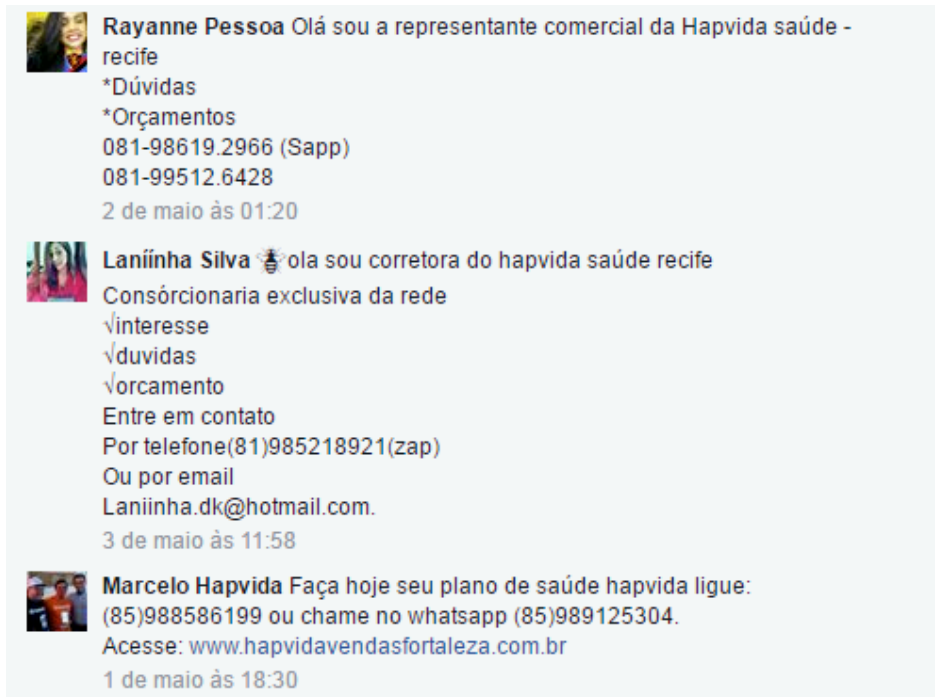 Rayanne Pessoa Olá sou a representante comercial da Hapvida saúde -
recife
*Dúvidas
*Orçamentos
081-98619.2966 (Sapp)
081-99512.6428
2 de maio às 01:20
Laníínha Silva 🐝ola sou corretora do hapvida saúde recife
Consórcionaria exclusiva da rede
√interesse
√duvidas
√orcamento
Entre em contato
Por telefone(81)985218921(zap)
Ou por email
Laniinha.dk@hotmail.com.
3 de maio às 11:58
Marcelo Hapvida Faça hoje seu plano de saúde hapvida ligue:
(85)988586199 ou chame no whatsapp (85)989125304.
Acesse: www.hapvidavendasfortaleza.com.br
1 de maio às 18:30